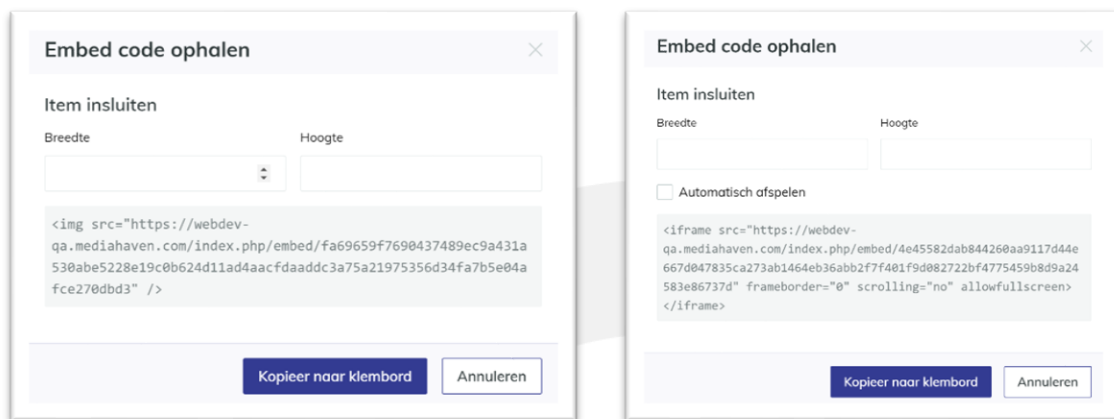 Embed code ophalen
Item insluiten
Breedte
Hoogte
<img src="https://webdev-
qa.mediahaven.com/index.php/embed/fa69659f7690437489ec9a431a
530abe5228e19c0b624d11ad4aacfdaaddc3a75a21975356d34fa7b5e04a
fce270dbd3" />
Kopieer naar klembord
Annuleren
Embed code ophalen
Item insluiten
Breedte
Hoogte
Automatisch afspelen
<iframe src="https://webdev-
qa.mediahaven.com/index.php/embed/4e45582dab844260aa9117d44e
667d047835ca273ab1464eb36abb2f7f401f9d082722bf4775459b8d9a24
583e86737d" frameborder="0" scrolling="no" allowfullscreen>
</iframe>
Kopieer naar klembord
Annuleren